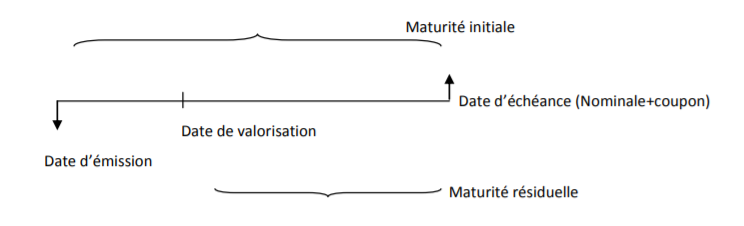 Maturité initiale
Date d’échéance (Nominale+coupon)
Date de valorisation
Date d’émission
Maturité résiduelle